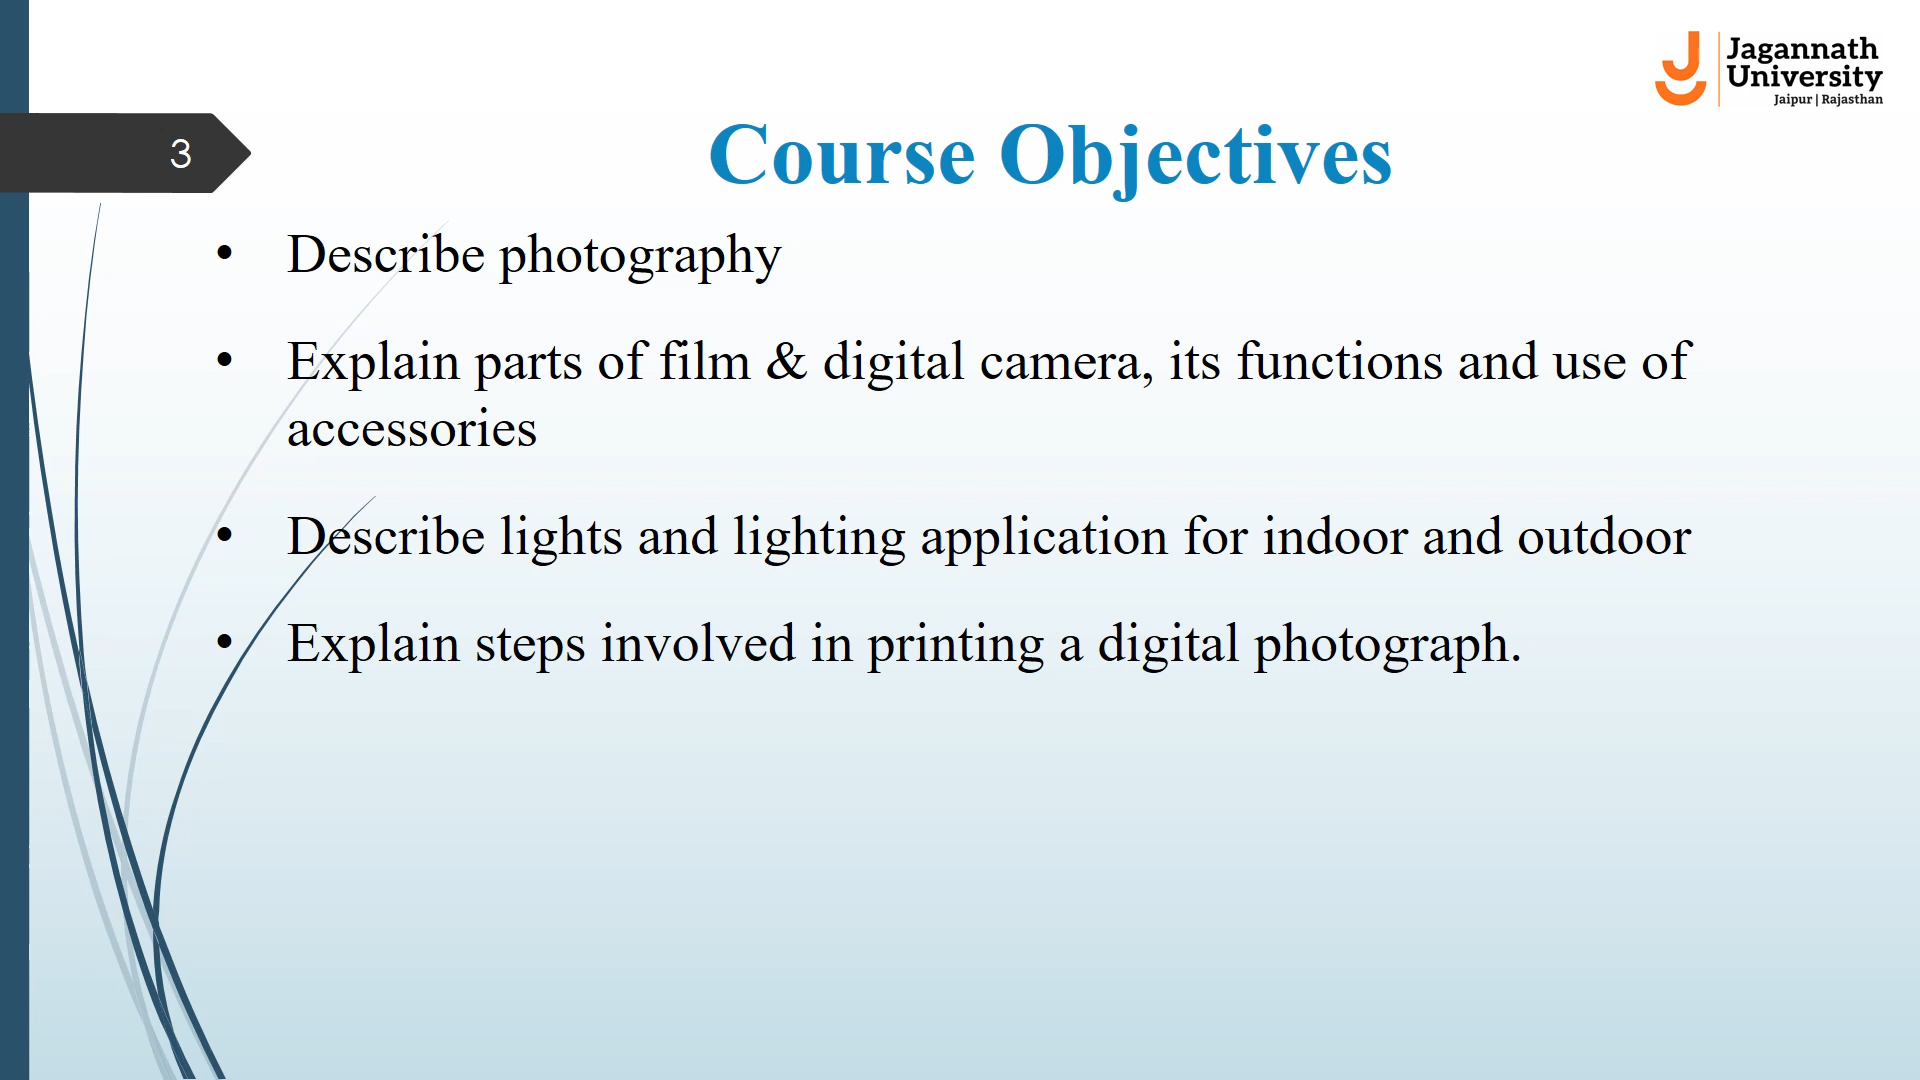 Jagannath
University
Jaipur | Rajasthan
3
Course Objectives
• Describe photography
• Explain parts of film & digital camera, its functions and use of
accessories
• Describe lights and lighting application for indoor and outdoor
• Explain steps involved in printing a digital photograph.